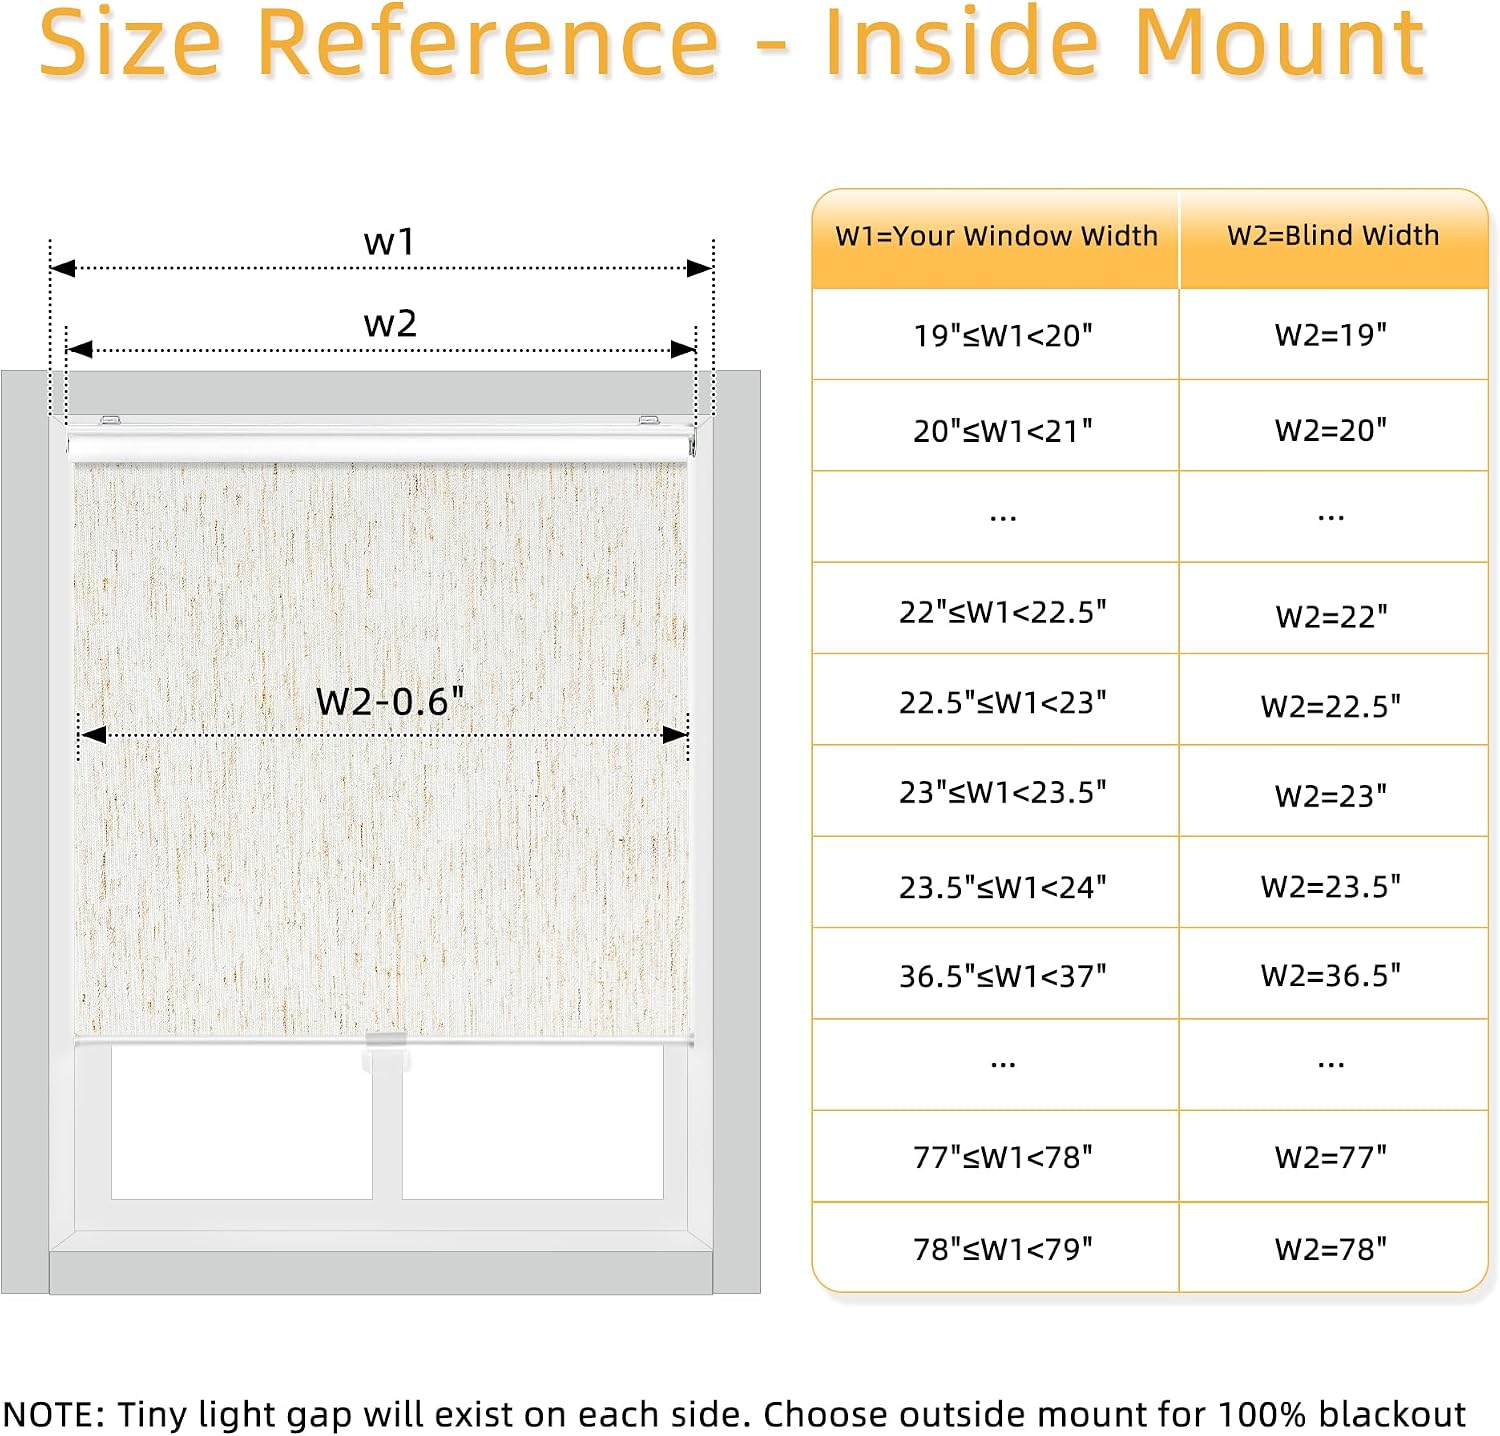 Size Reference - Inside Mount
w1
w2
W2-0.6"
W1=Your Window Width W2=Blind Width
19"≤W1<20" W2=19"
20"≤W1<21" W2=20"
... ...
22"≤W1<22.5" W2=22"
22.5"≤W1<23" W2=22.5"
23"≤W1<23.5" W2=23"
23.5"≤W1<24" W2=23.5"
36.5"≤W1<37" W2=36.5"
... ...
77"≤W1<78" W2=77"
78"≤W1<79" W2=78"
NOTE: Tiny light gap will exist on each side. Choose outside mount for 100% blackout